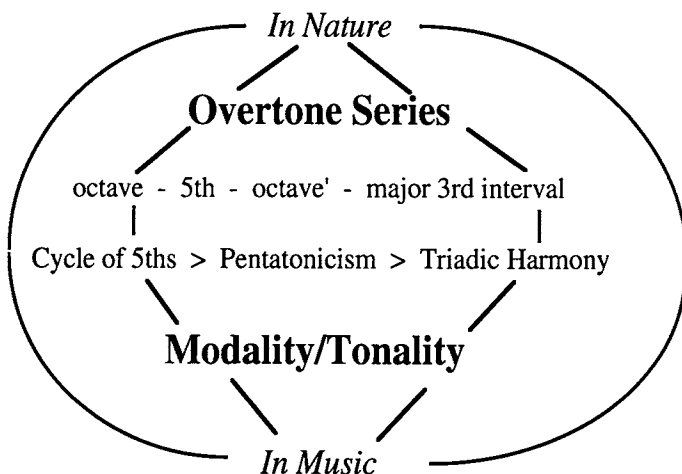 In Nature
Overtone Series
octave - 5th - octave' - major 3rd interval
Cycle of 5ths > Pentatonicism > Triadic Harmony
Modality/Tonality
In Music